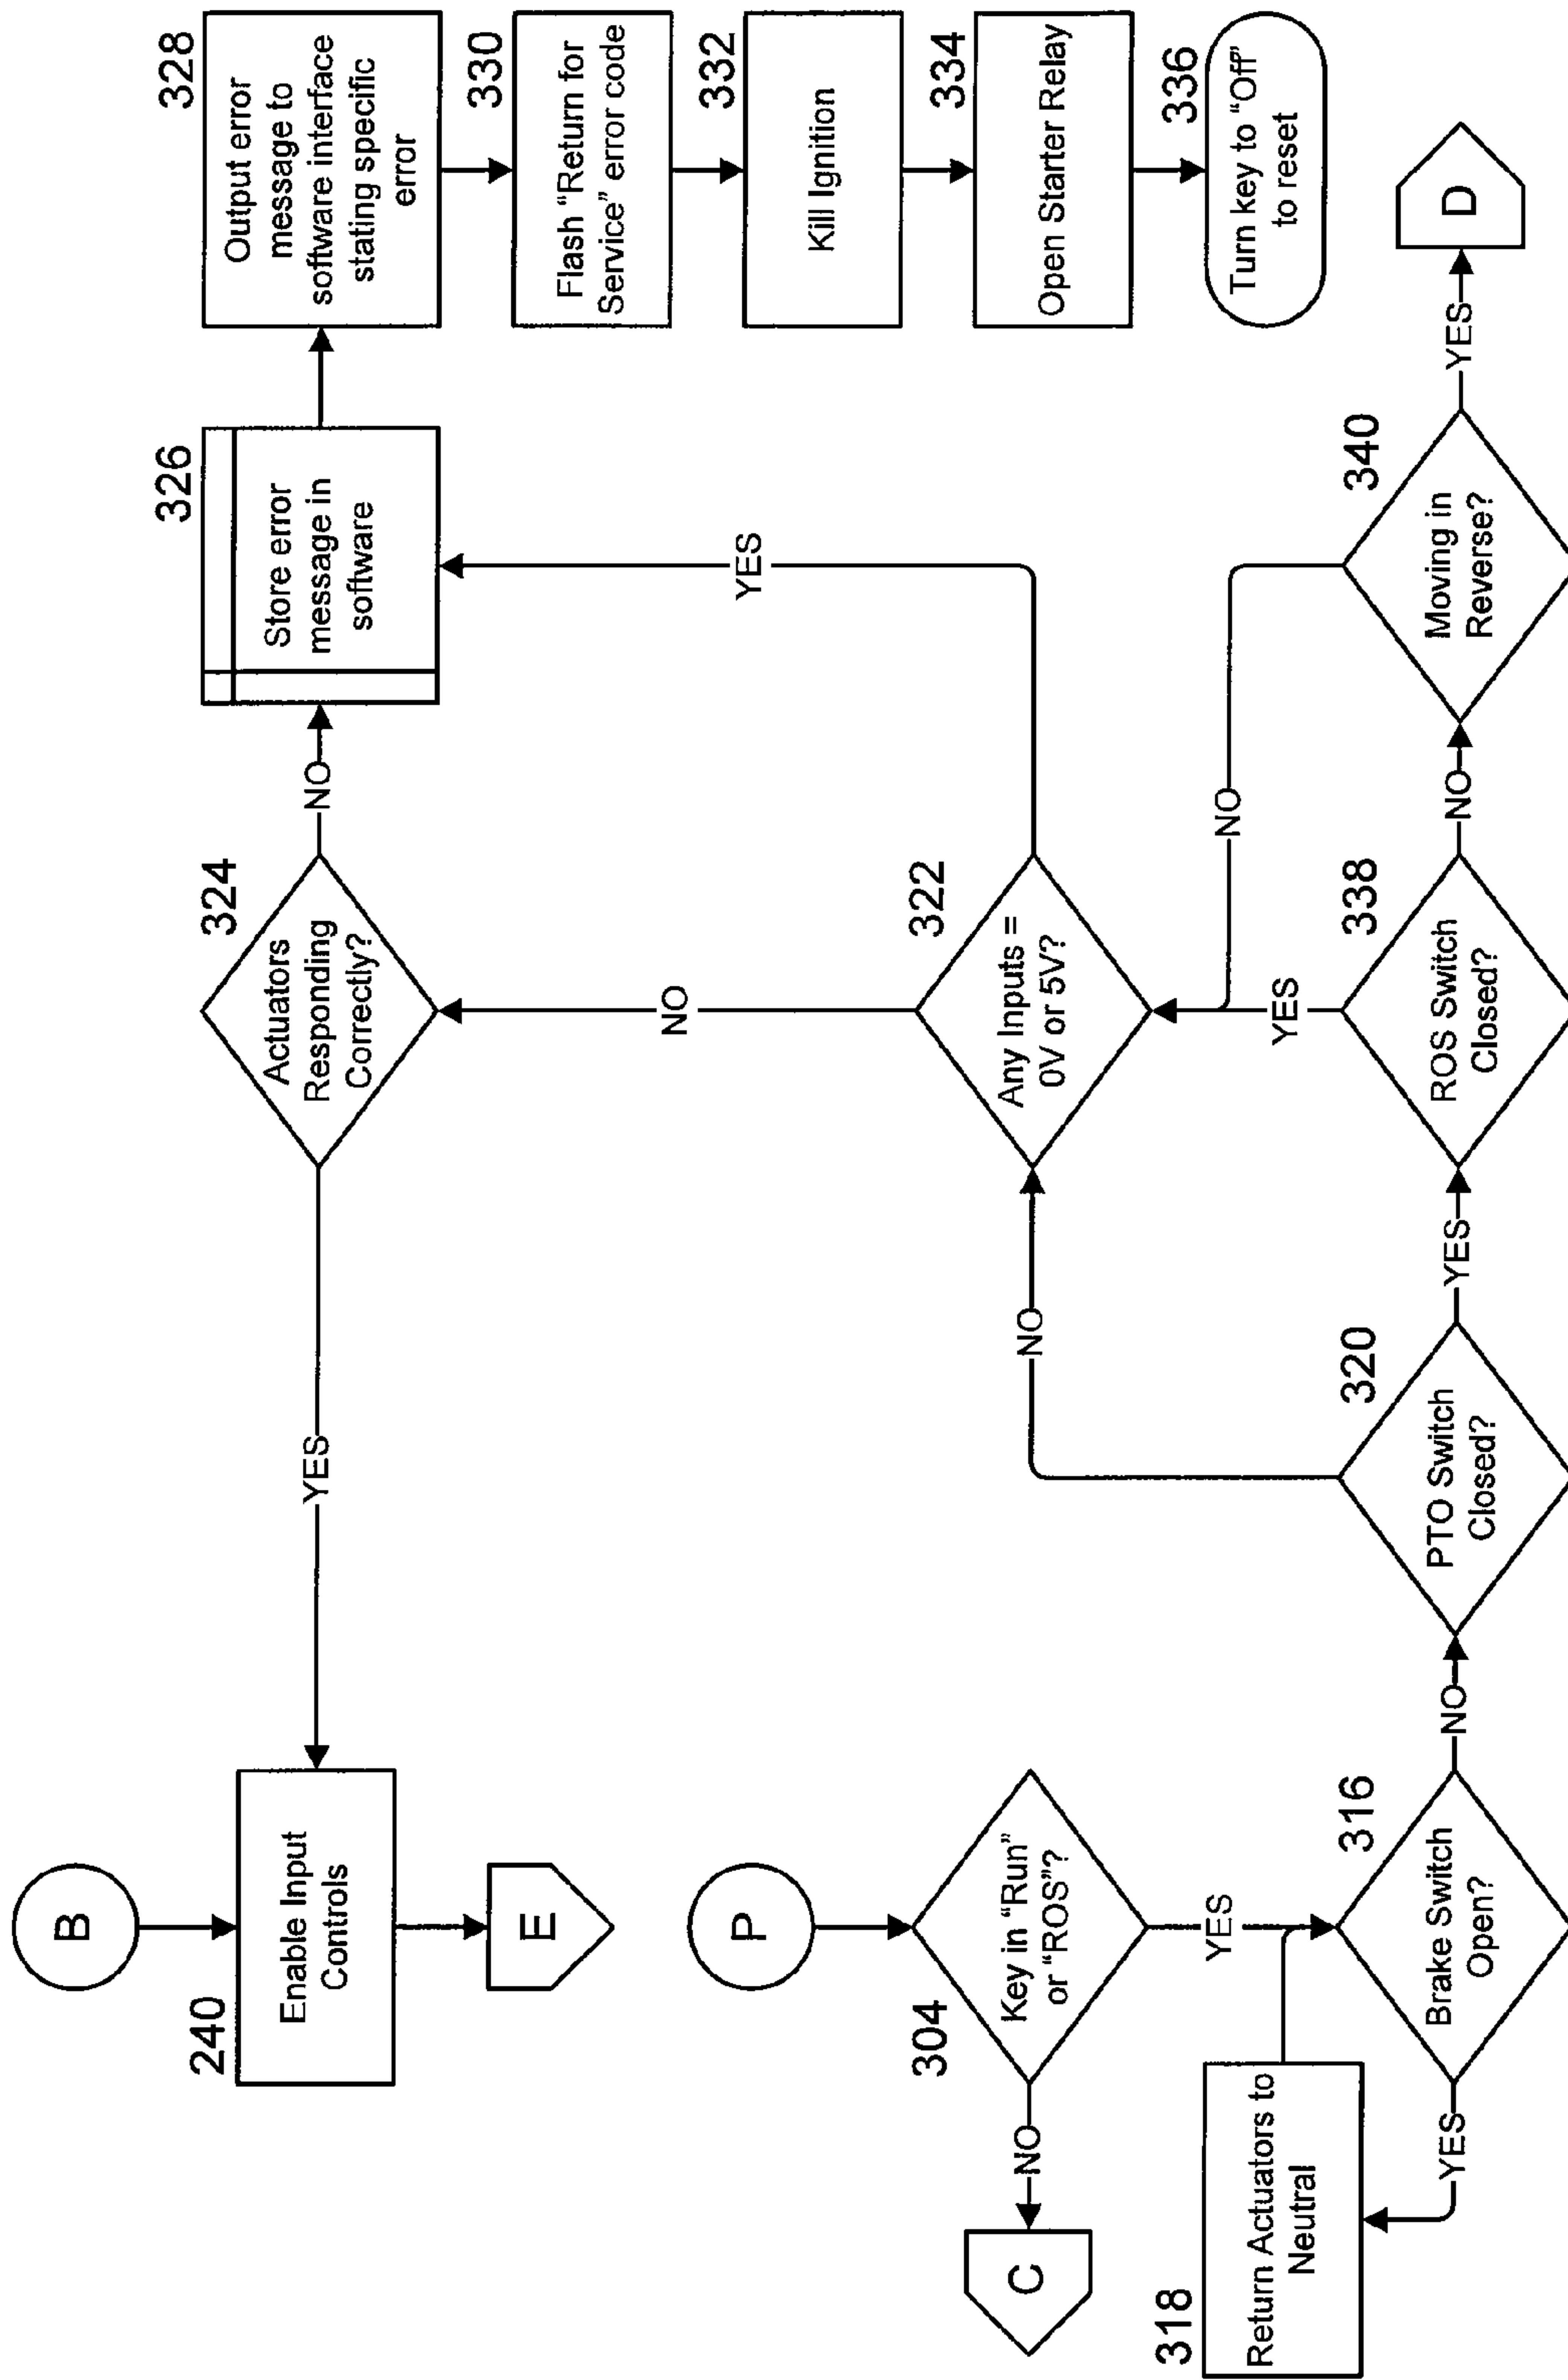 B
240
Enable Input
Controls
E
YES
324
Actuators
Responding
Correctly?
NO
326
Store error
message in
software
328
Output error
message to
software interface
stating specific
error
330
Flash “Return for
Service” error code
332
Kill Ignition
334
Open Starter Relay
336
Turn key to “Off”
to reset
P
304
Key in “Run”
or “ROS”?
NO
C
YES
318
Return Actuators to
Neutral
YES
316
Brake Switch
Open?
NO
320
PTO Switch
Closed?
NO
YES
322
Any Inputs =
0V or 5V?
NO
YES
338
ROS Switch
Closed?
YES
NO
340
Moving in
Reverse?
NO
YES
D